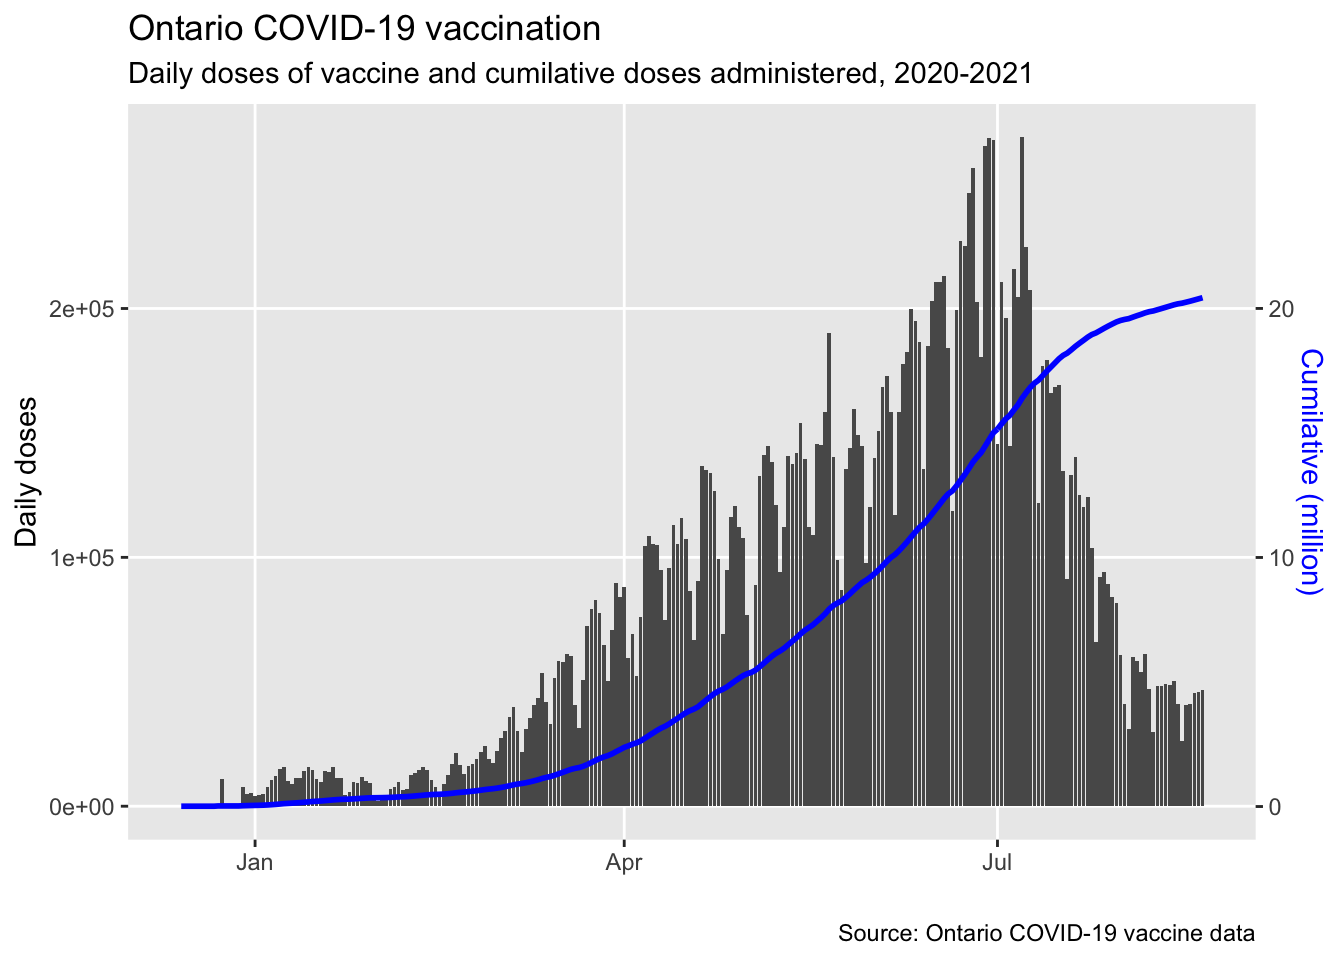 Ontario COVID-19 vaccination
Daily doses of vaccine and cumilative doses administered, 2020-2021
Daily doses
2e+05
1e+05
0e+00
20
10
0
Cumilative (million)
Jan
Apr
Jul
Source: Ontario COVID-19 vaccine data